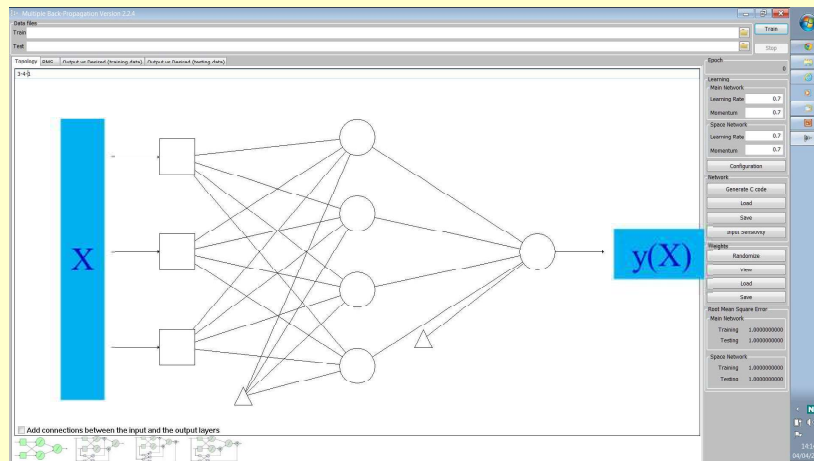 Multiple Back-Propagation Version 2.2.4
Data files
Train
Train
Test
Stop
Topology RMS Output vs Desired (training data) Output vs Desired (testing data)
3-4-1
Epoch
0
Learning
Main Network
Learning Rate 0.7
Momentum 0.7
Space Network
Learning Rate 0.7
Momentum 0.7
Configuration
Network
Generate C code
Load
Save
Input Sensitivity
Weights
Randomize
View
Load
Save
Root Mean Square Error
Main Network
Training 1.0000000000
Testing 1.0000000000
Space Network
Training 1.0000000000
Testing 1.0000000000
X
y(X)
Add connections between the input and the output layers
N